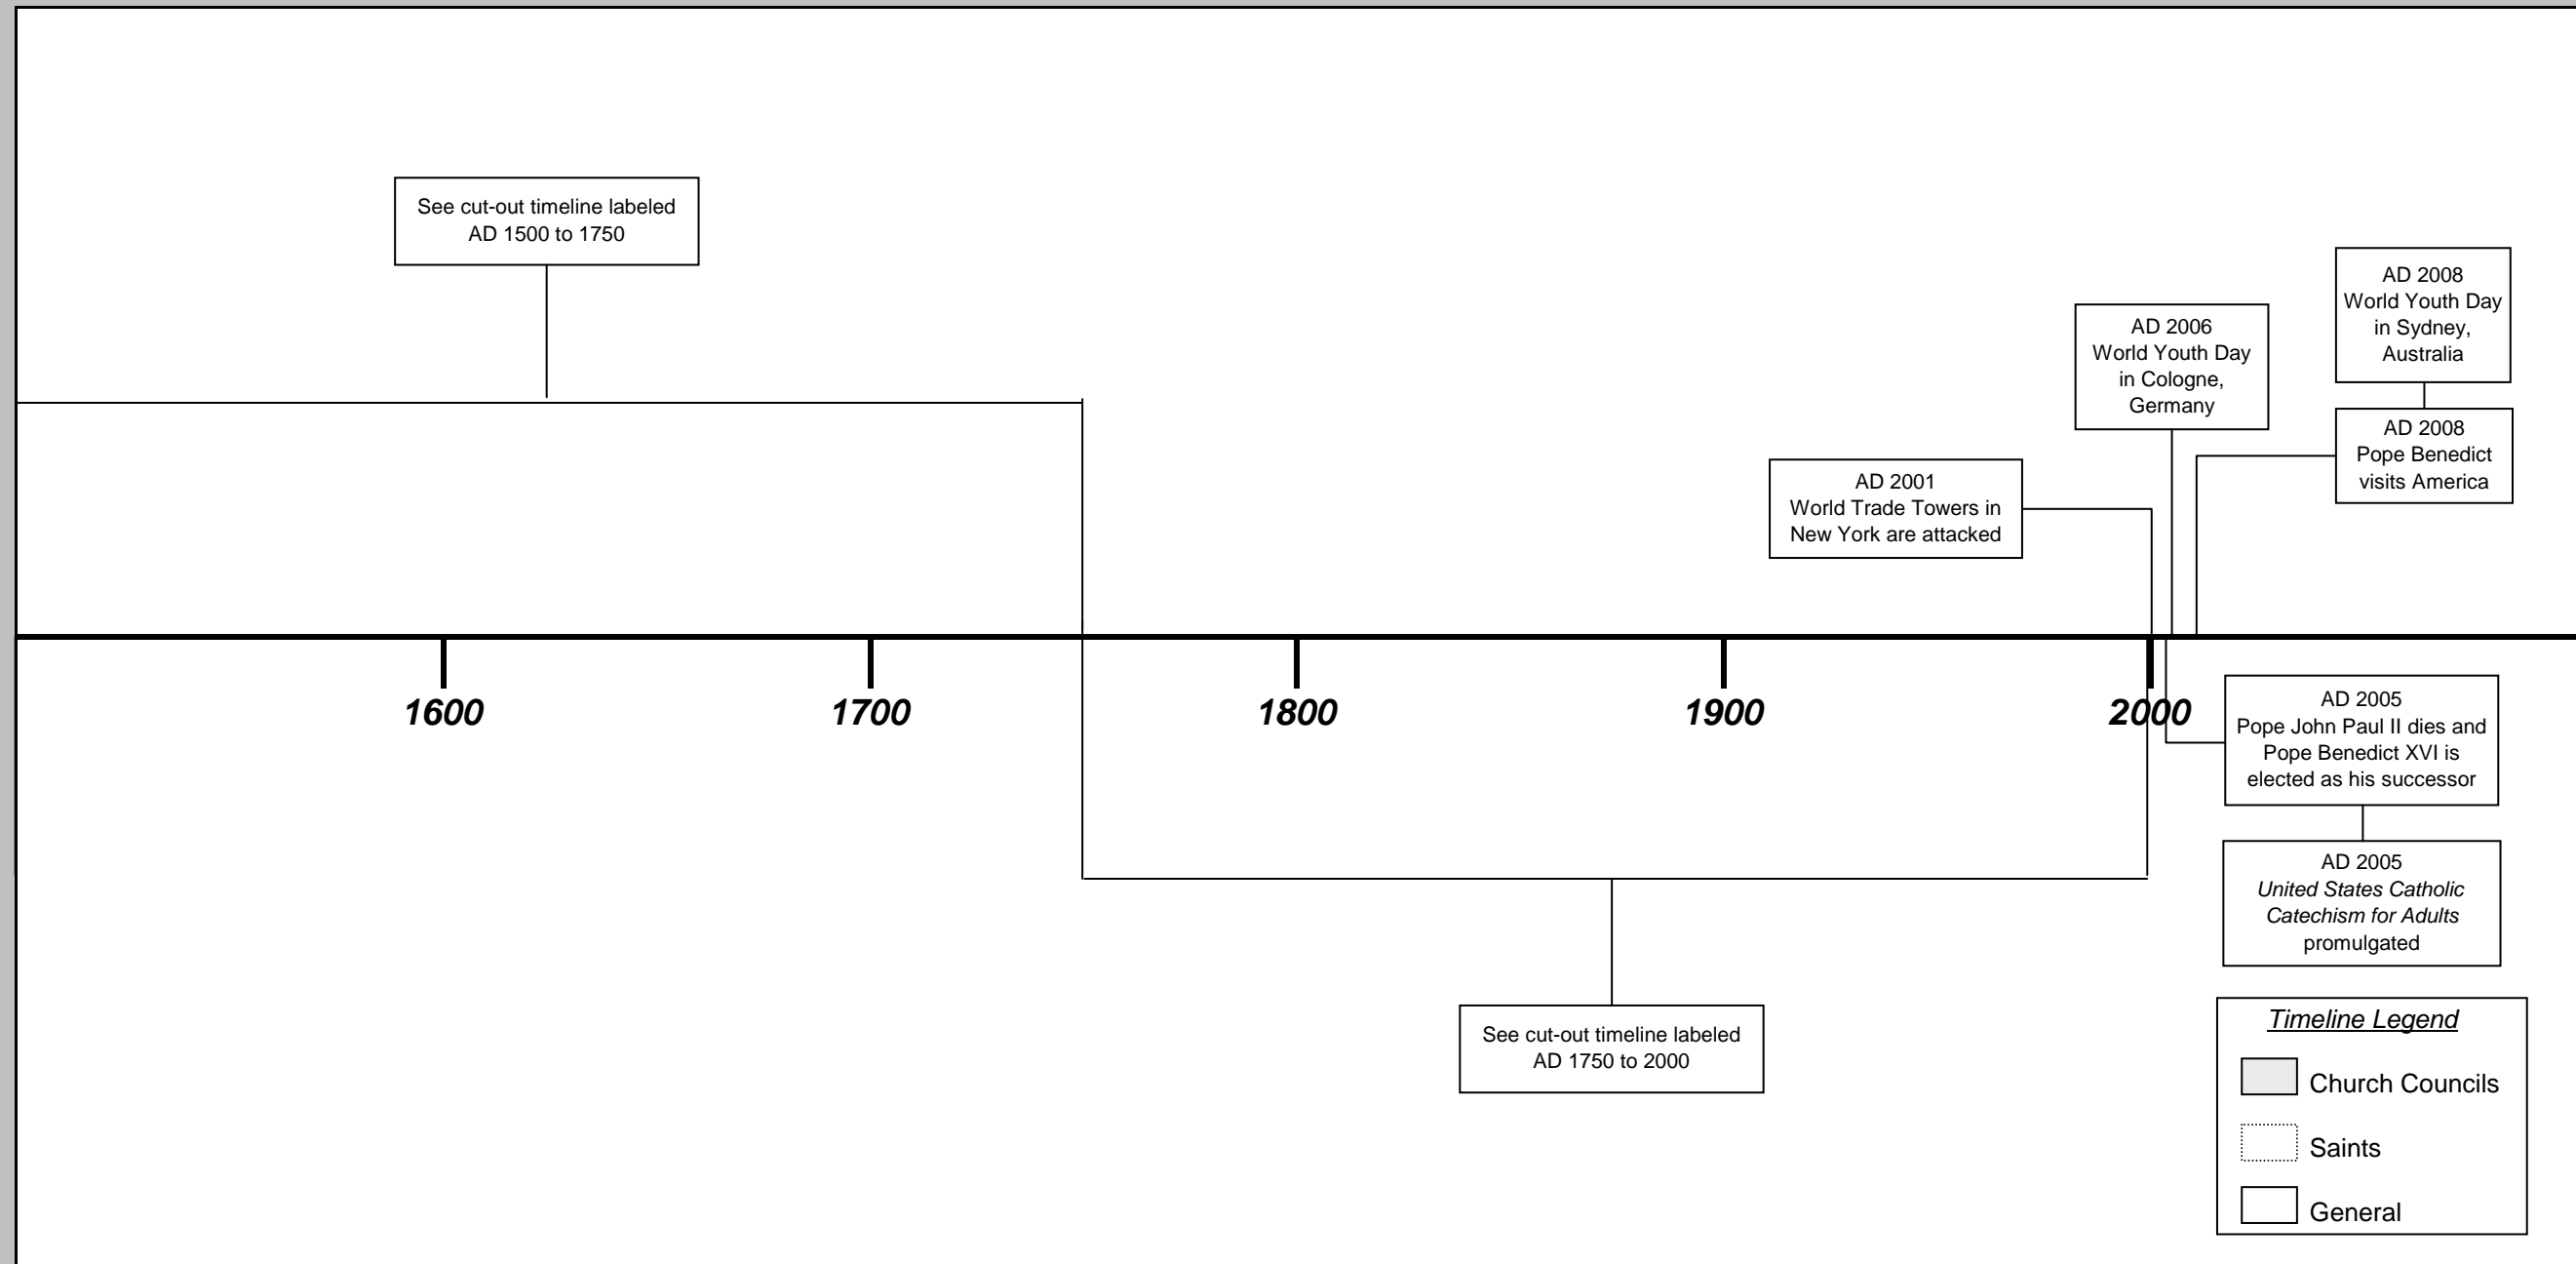 See cut-out timeline labeled
AD 1500 to 1750
AD 2008
World Youth Day
in Sydney,
Australia
AD 2006
World Youth Day
in Cologne,
Germany
AD 2008
Pope Benedict
visits America
AD 2001
World Trade Towers in
New York are attacked
1600
1700
1800
1900
2000
AD 2005
Pope John Paul II dies and
Pope Benedict XVI is
elected as his successor
AD 2005
United States Catholic
Catechism for Adults
promulgated
See cut-out timeline labeled
AD 1750 to 2000
Timeline Legend
Church Councils
Saints
General